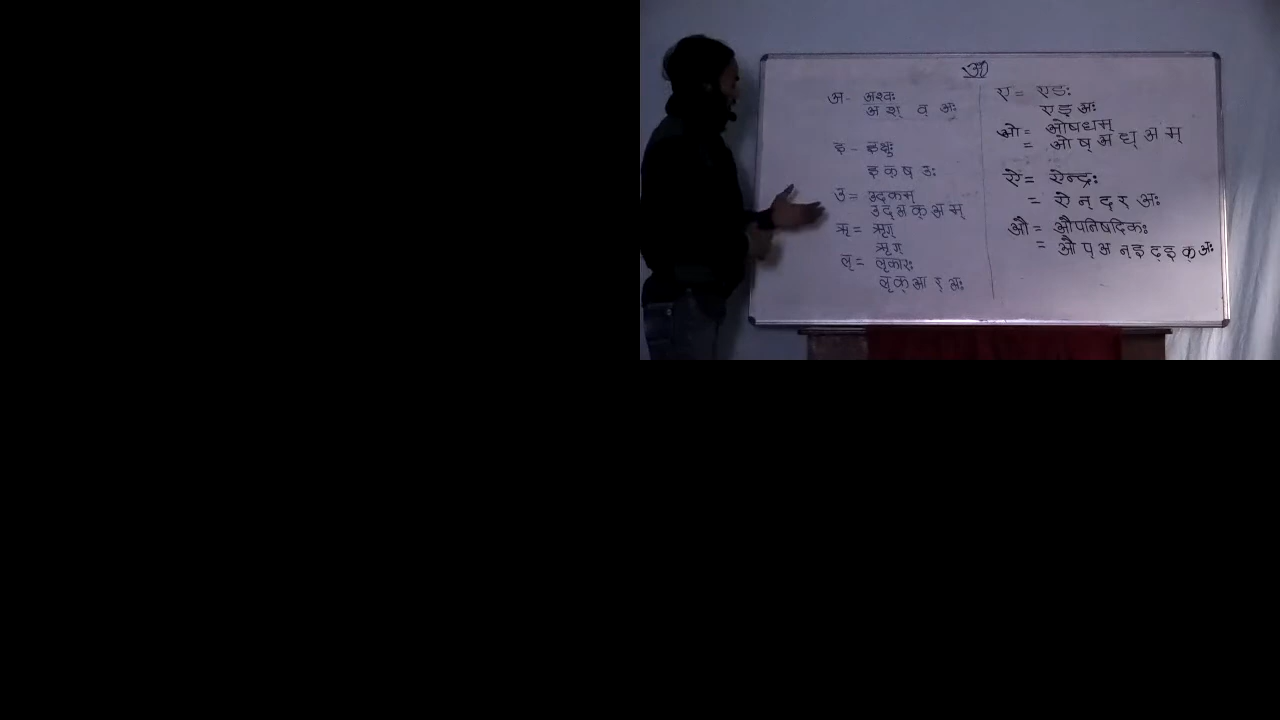 अ - अश्वः
अ श् व् अः
इ - इक्षुः
इ क् ष उः
उ = उदकम्
उ द् अ क् अ म्
ऋ = ऋग्
ऋ ग्
ऌ = ऌकारः
ऌ क् आ र् अः
ए = एडः
ए ड् अः
ओ = ओषधम्
= ओ ष् अ ध् अ म्
ऐ = ऐन्द्रः
= ऐ न् द् र अः
औ = औपनिषदिकः
= औ प् अ न् इ द् इ क् अः